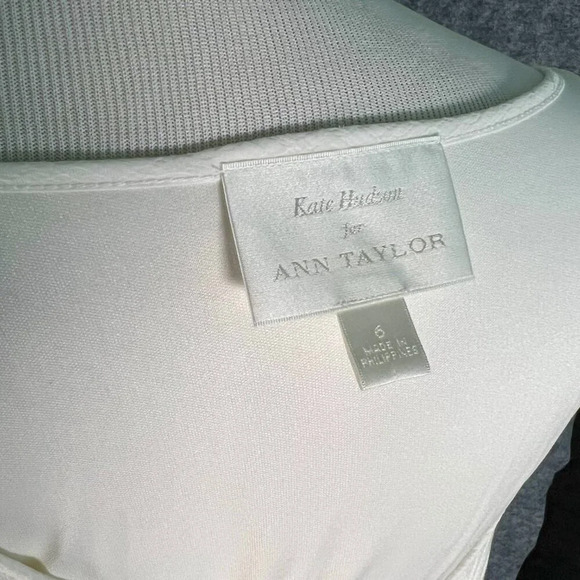 Kate Hudson
for
ANN TAYLOR
6
MADE IN
PHILIPPINES